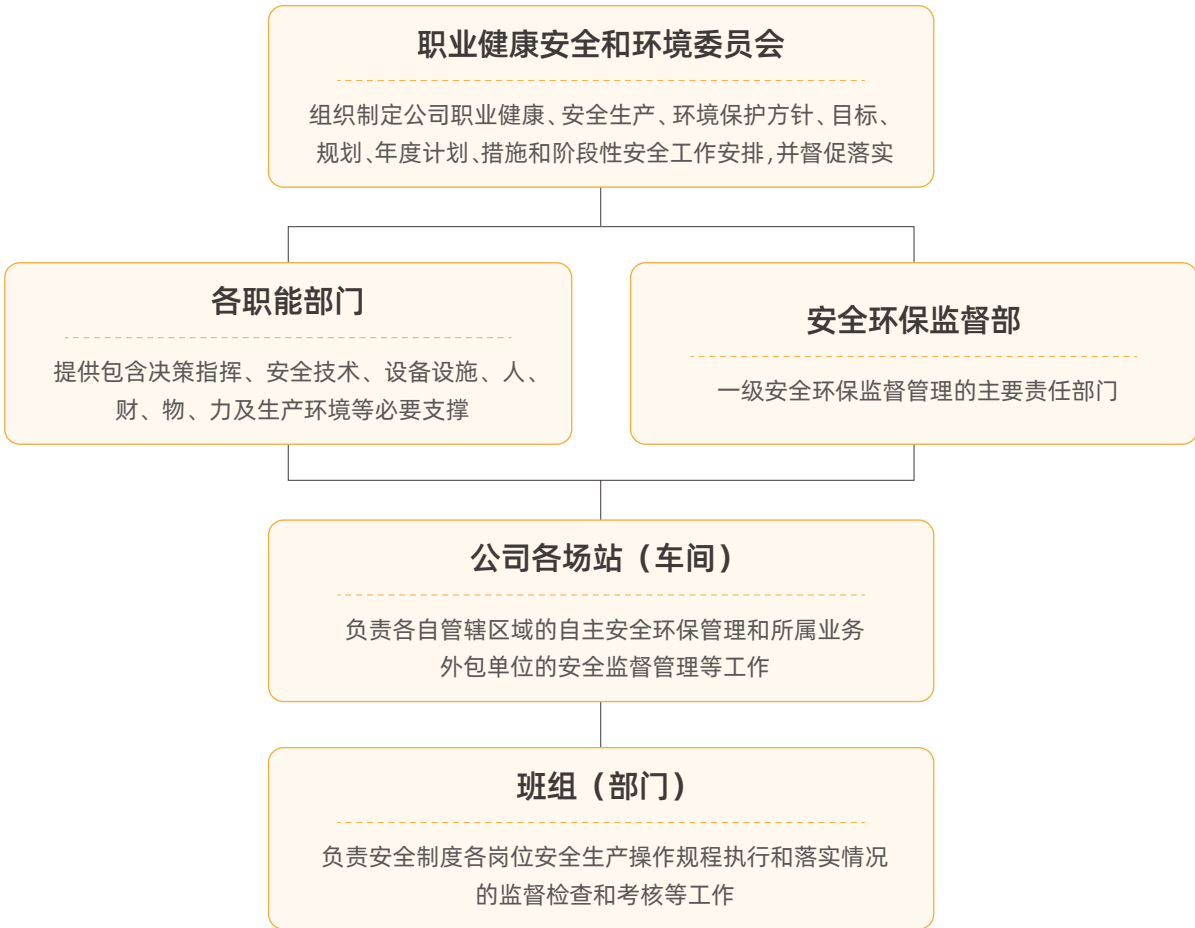 职业健康安全和环境委员会
组织制定公司职业健康、安全生产、环境保护方针、目标、
规划、年度计划、措施和阶段性安全工作安排,并督促落实
各职能部门
提供包含决策指挥、安全技术、设备设施、人、
财、物、力及生产环境等必要支撑
安全环保监督部
一级安全环保监督管理的主要责任部门
公司各场站（车间）
负责各自管辖区域的自主安全环保管理和所属业务
外包单位的安全监督管理等工作
班组（部门）
负责安全制度各岗位安全生产操作规程执行和落实情况
的监督检查和考核等工作